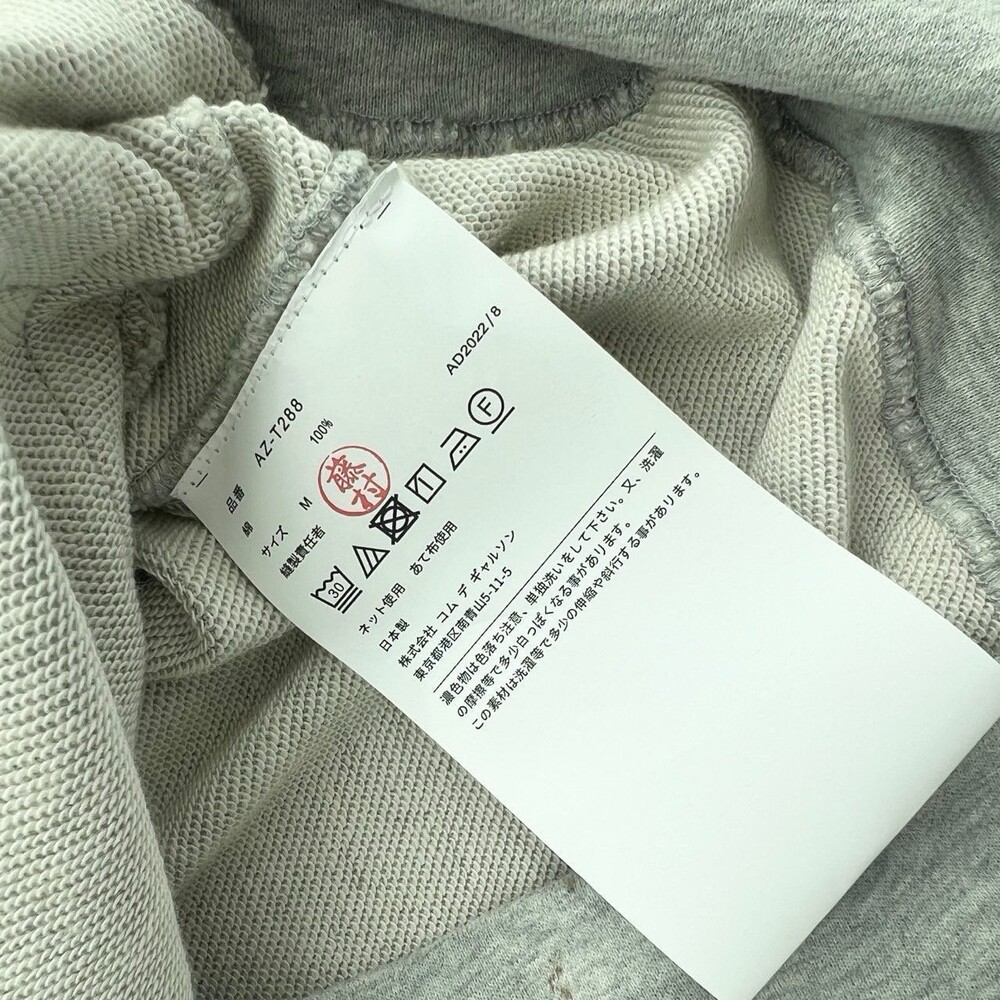 品番 AZ-T288 AD2022/8
綿 100%
サイズ M
縫製責任者 藤村
30 F
ネット使用 あて布使用
日本製
株式会社 コム デ ギャルソン
東京都港区南青山5-11-5
濃色物は色落ち注意、単独洗いをして下さい。又、洗濯
の摩擦等で多少白っぽくなる事があります。
この素材は洗濯等で多少の伸縮や斜行する事があります。